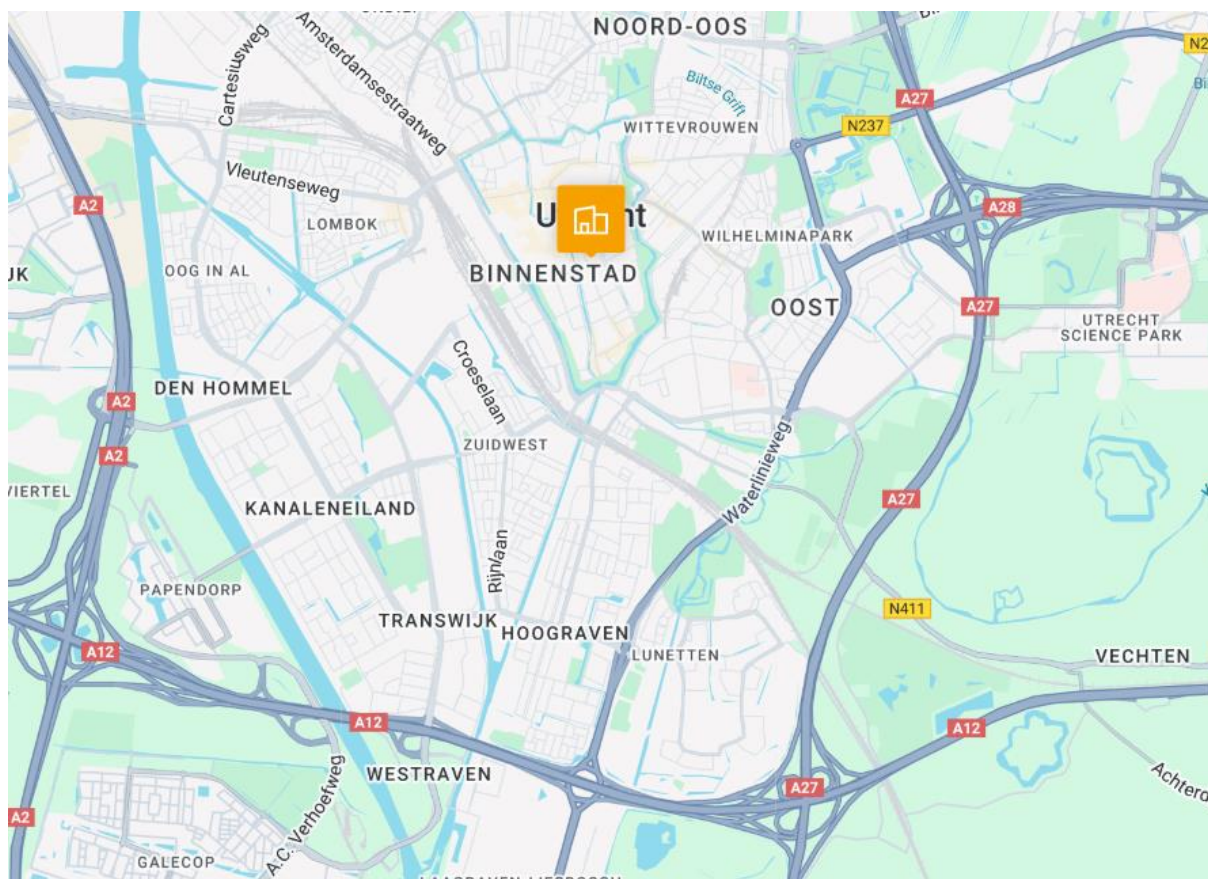 NOORD-OOS
Amsterdamsestraatweg
Cartesiusweg
Biltse Grift
A27
N237
WITTEVROUWEN
Vleutenseweg
A2
LOMBOK
A28
WILHELMINAPARK
BINNENSTAD
OOG IN AL
OOST
A27
UTRECHT
SCIENCE PARK
Croeselaan
DEN HOMMEL
A2
ZUIDWEST
A2
VIERTEL
Waterlinieweg
A27
KANALENEILAND
Rijnlaan
PAPENDORP
N411
TRANSWIJK
HOOGRAVEN
LUNETTEN
VECHTEN
A12
A12
A12
WESTRAVEN
A27
Achterd
A.C. Verhoefweg
A2
GALECOP